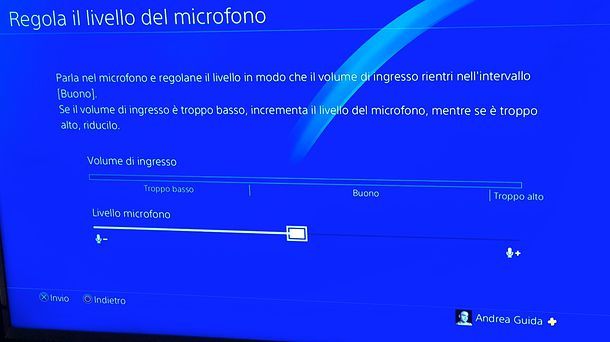 Regola il livello del microfono
Parla nel microfono e regolane il livello in modo che il volume di ingresso rientri nell'intervallo
[Buono].
Se il volume di ingresso è troppo basso, incrementa il livello del microfono, mentre se è troppo
alto, riducilo.
Volume di ingresso
Troppo basso | Buono | Troppo alto
Livello microfono
Invio Indietro
Andrea Guida